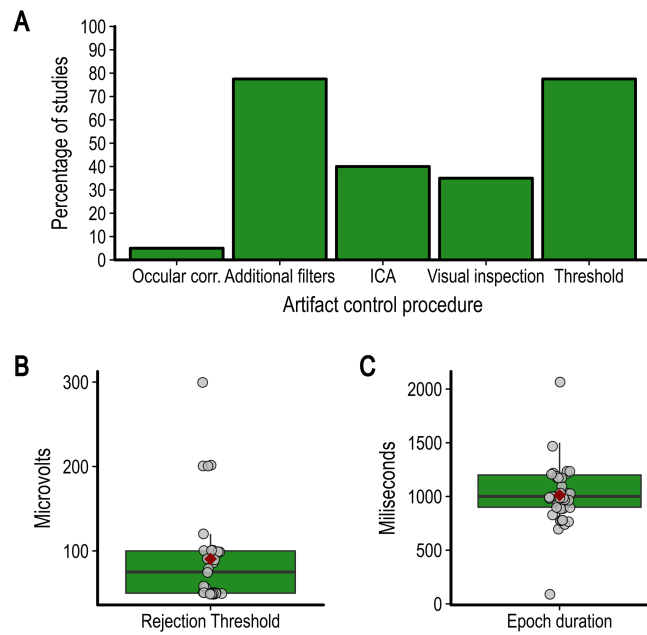 A
100
90
80
70
60
50
40
30
20
10
0
Percentage of studies
Occular corr. Additional filters ICA Visual inspection Threshold
Artifact control procedure
B
300
200
100
Microvolts
Rejection Threshold
C
2000
1500
1000
500
0
Miliseconds
Epoch duration